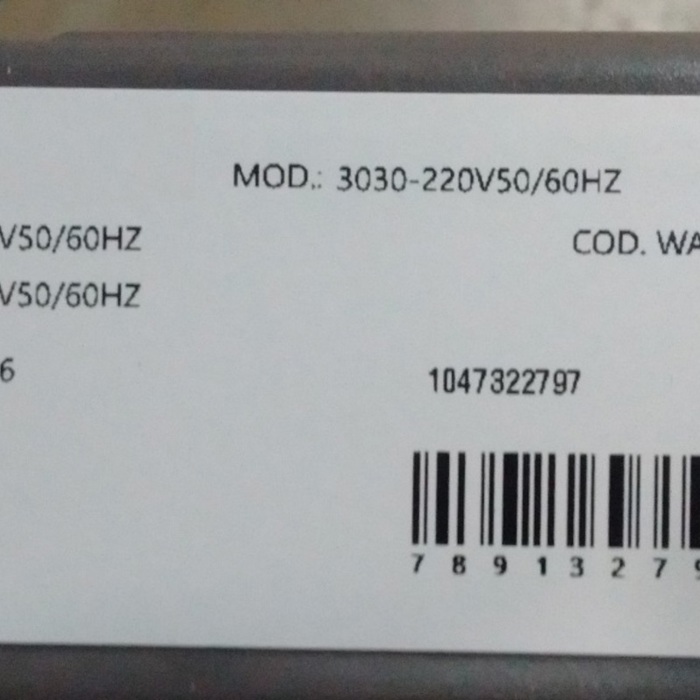 MOD.: 3030-220V50/60HZ
V50/60HZ
COD. WA
V50/60HZ
6
1047322797
7 8 9 1 3 2 7 9